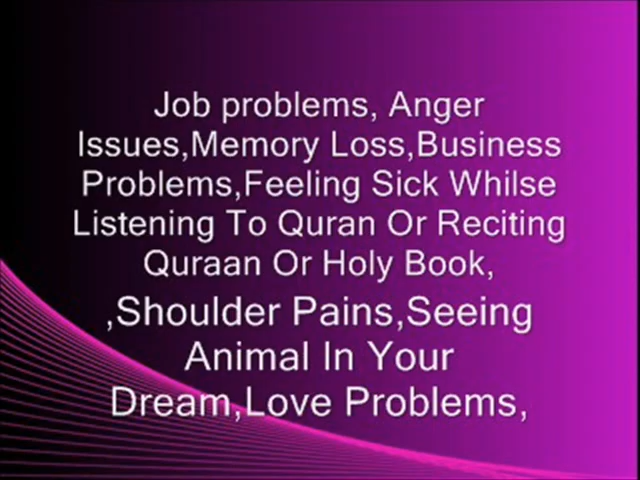 Job problems, Anger
Issues,Memory Loss,Business
Problems,Feeling Sick Whilse
Listening To Quran Or Reciting
Quraan Or Holy Book,
,Shoulder Pains,Seeing
Animal In Your
Dream,Love Problems,